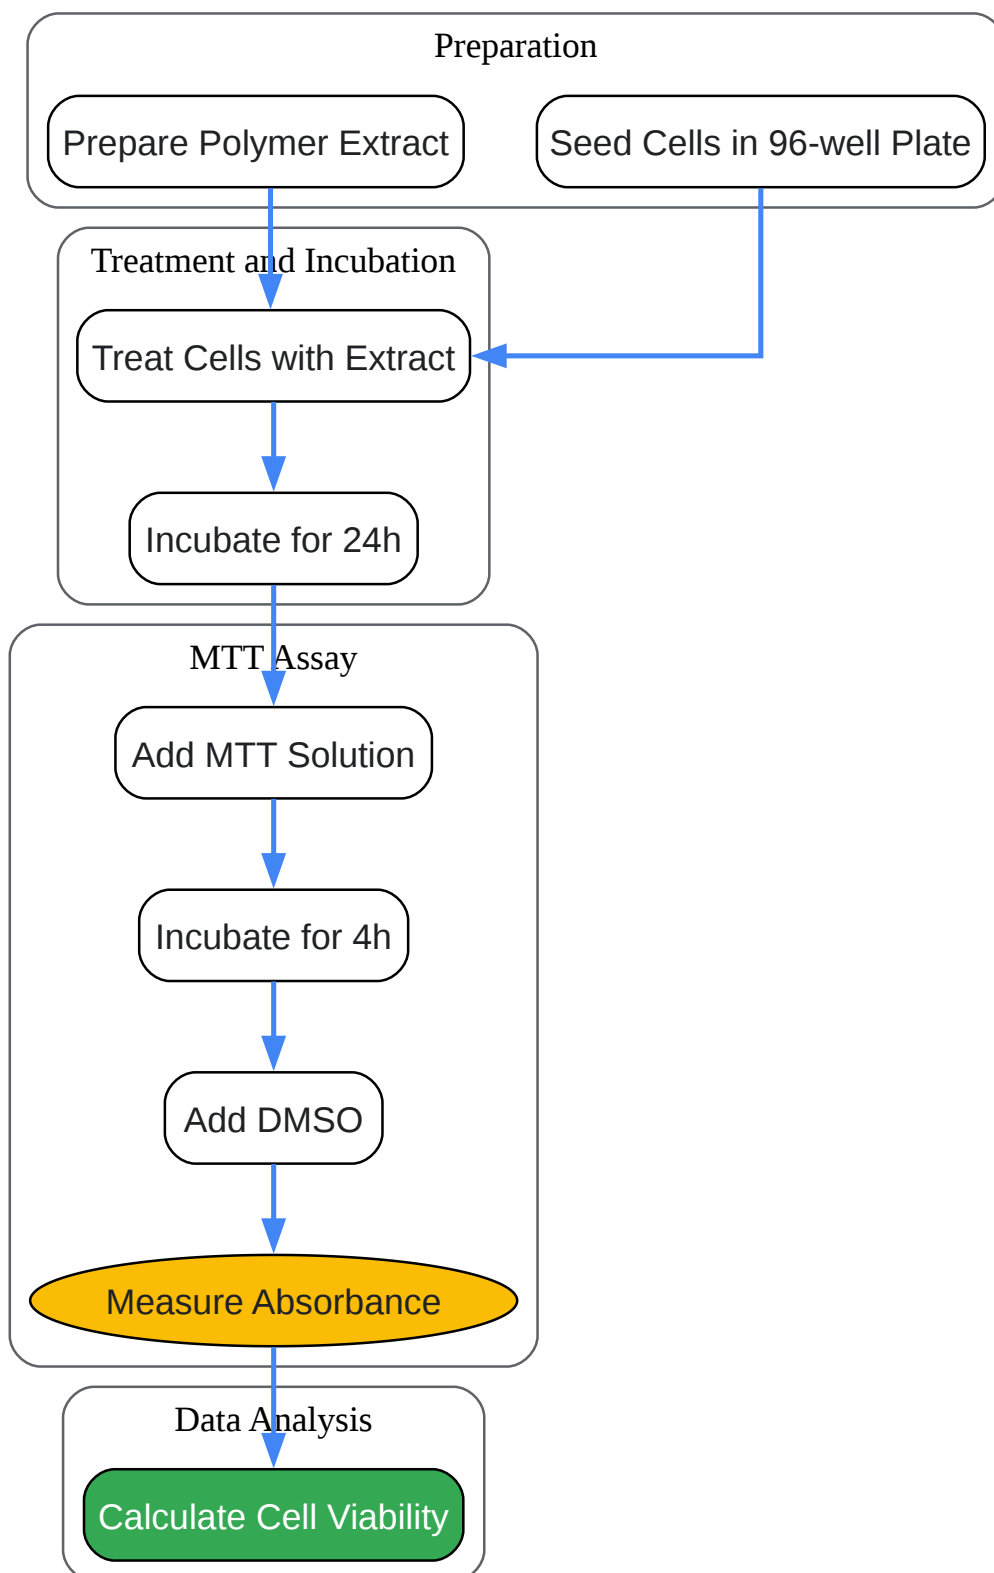 Preparation
Prepare Polymer Extract
Seed Cells in 96-well Plate
Treatment and Incubation
Treat Cells with Extract
Incubate for 24h
MTT Assay
Add MTT Solution
Incubate for 4h
Add DMSO
Measure Absorbance
Data Analysis
Calculate Cell Viability